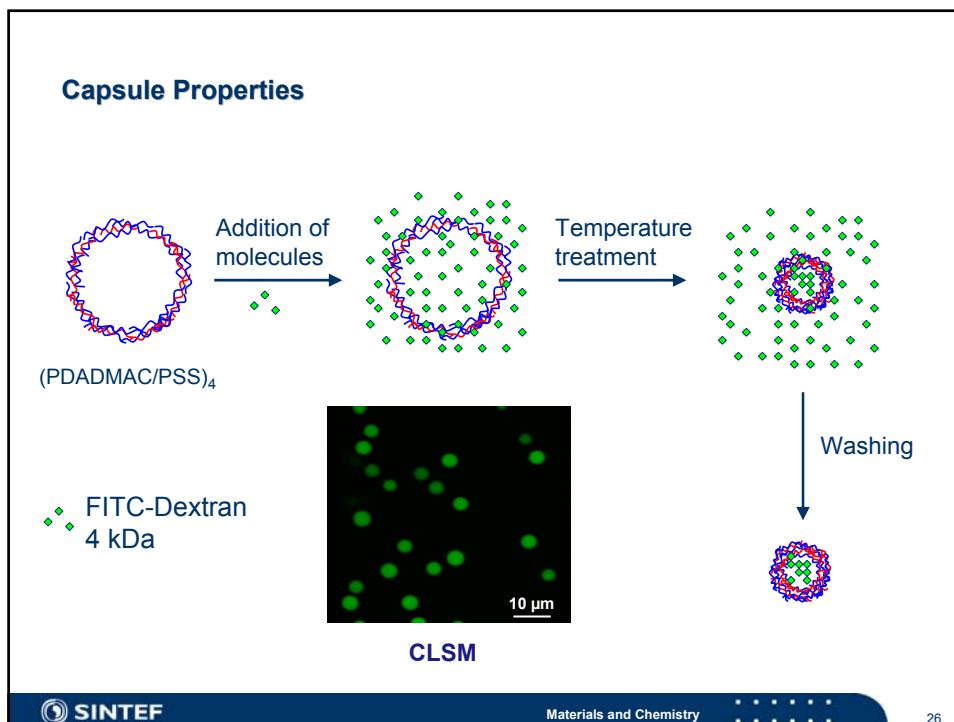 Capsule Properties
Addition of
molecules
Temperature
treatment
(PDADMAC/PSS)₄
Washing
FITC-Dextran
4 kDa
10 µm
CLSM
SINTEF
Materials and Chemistry
26